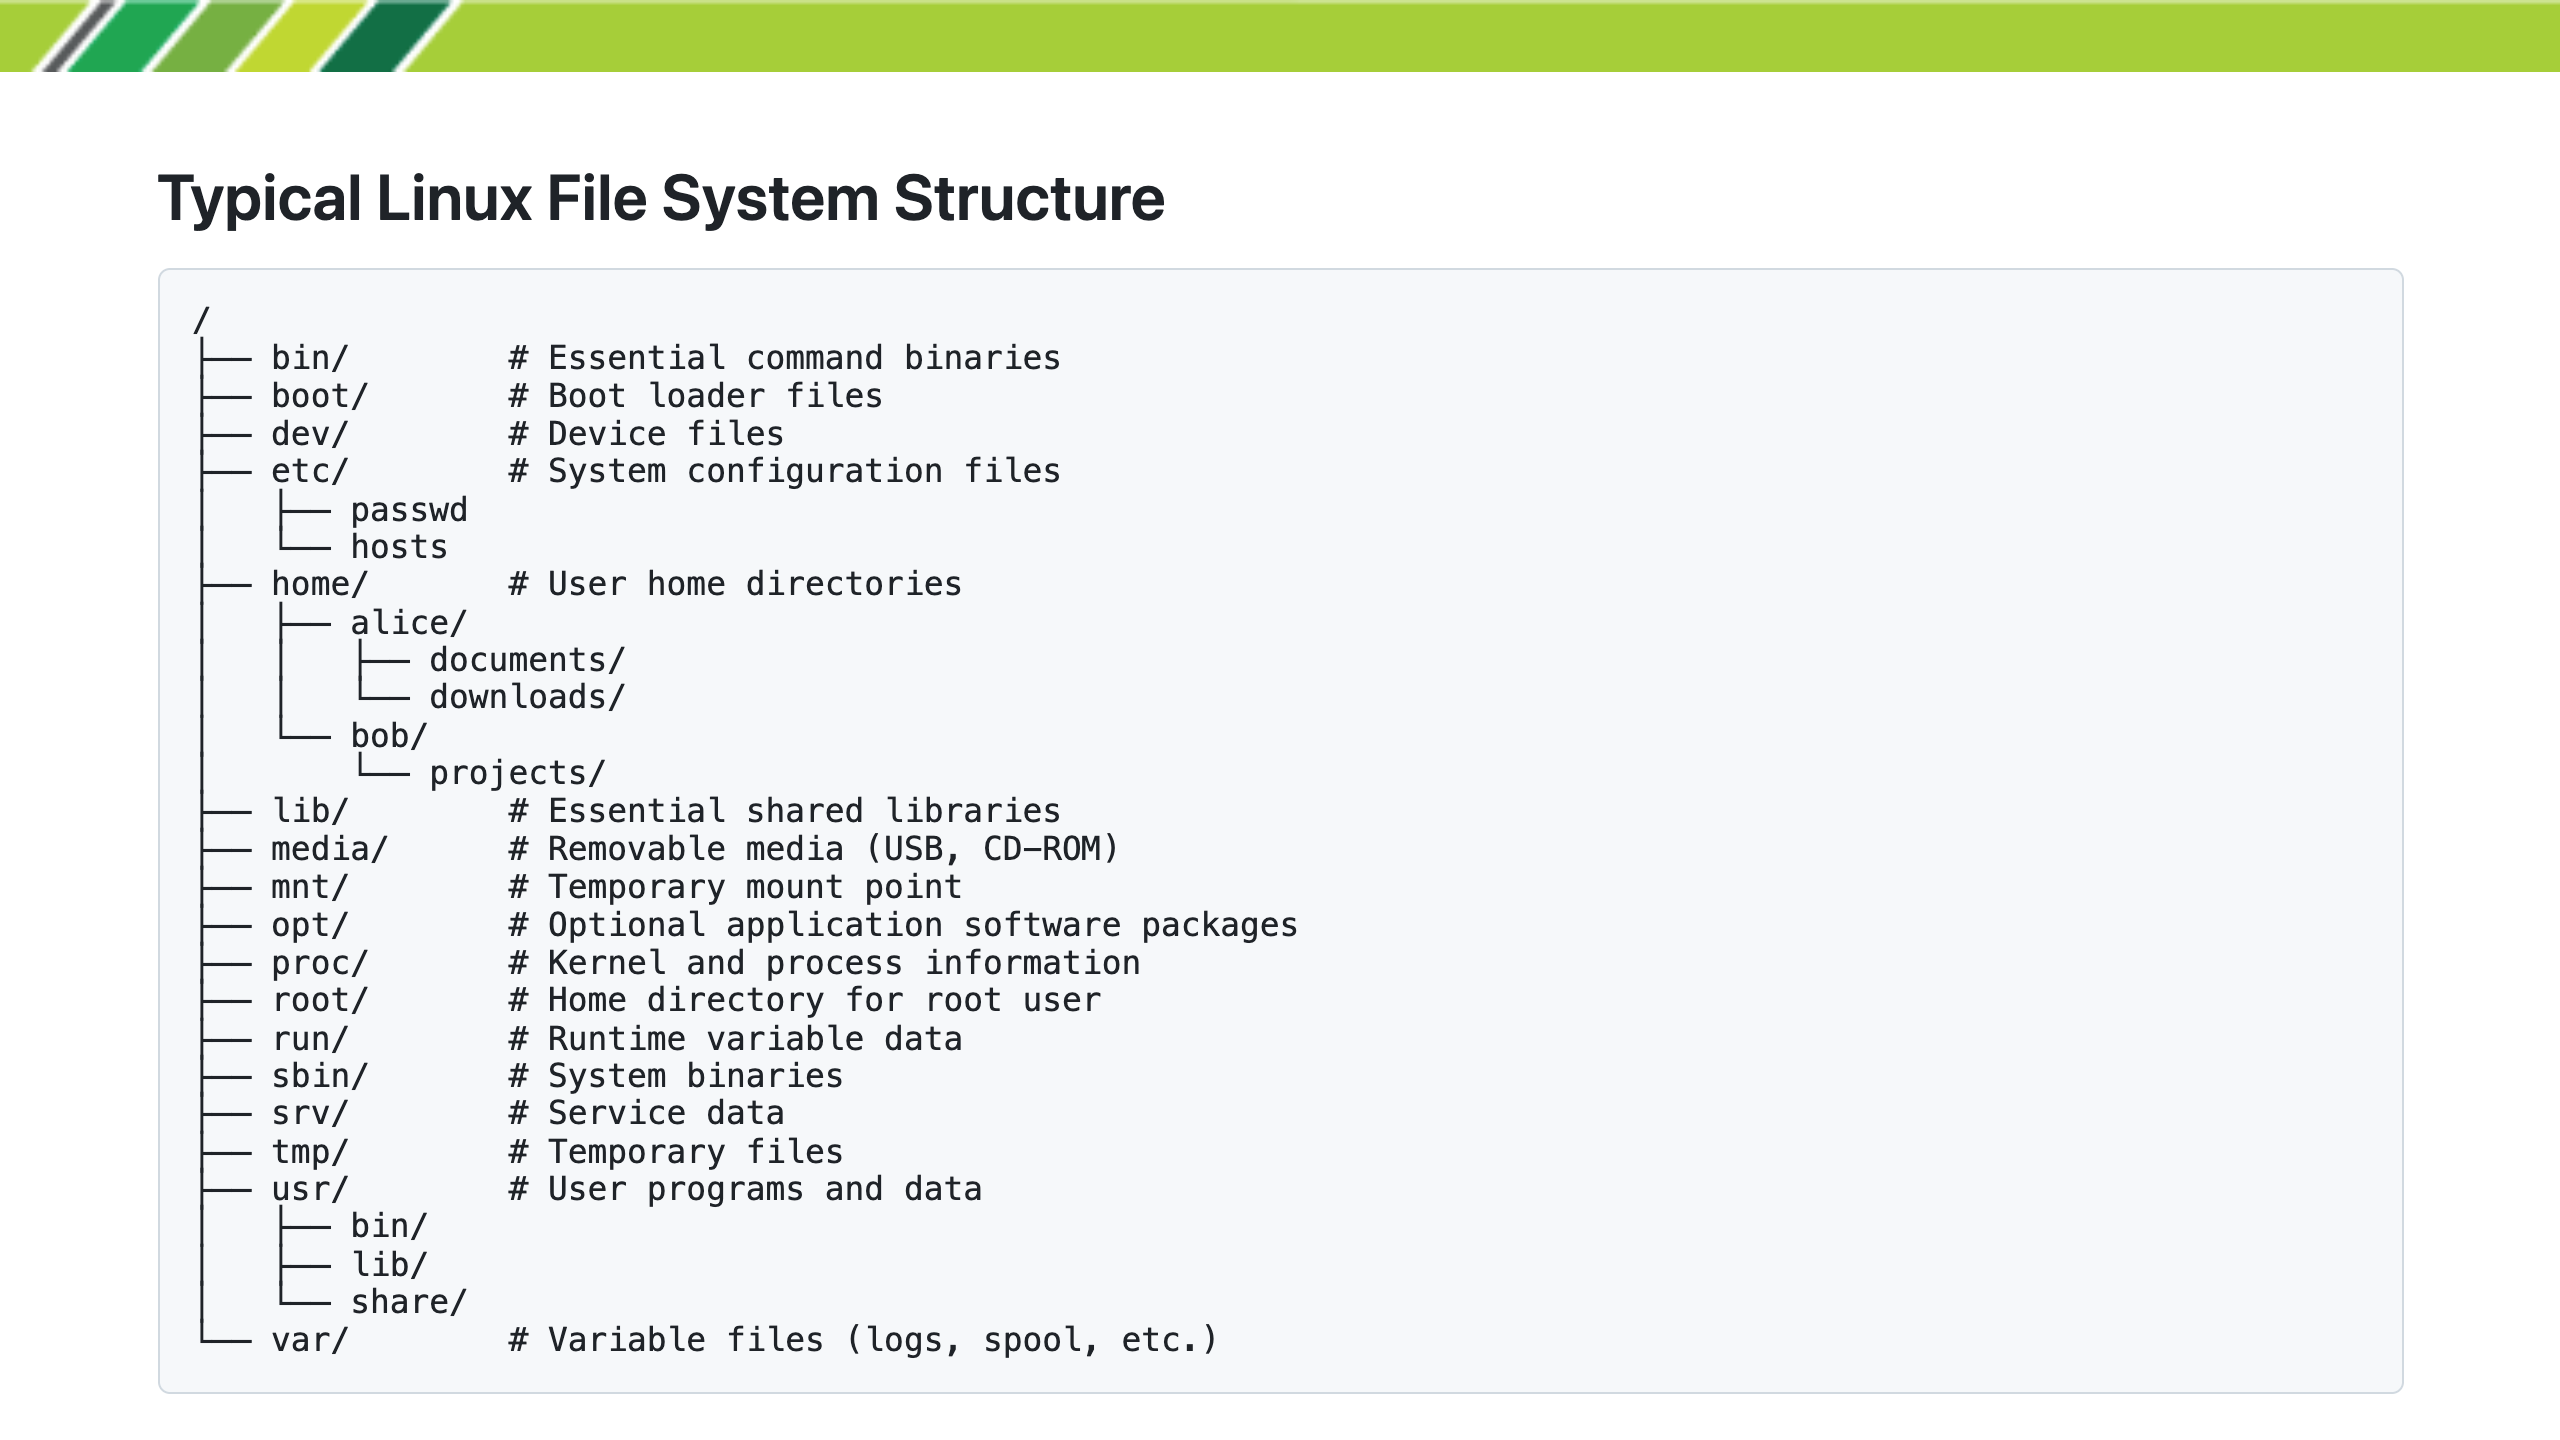 Typical Linux File System Structure
/
├── bin/        # Essential command binaries
├── boot/       # Boot loader files
├── dev/        # Device files
├── etc/        # System configuration files
│   ├── passwd
│   └── hosts
├── home/       # User home directories
│   ├── alice/
│   │   ├── documents/
│   │   └── downloads/
│   └── bob/
│       └── projects/
├── lib/        # Essential shared libraries
├── media/      # Removable media (USB, CD-ROM)
├── mnt/        # Temporary mount point
├── opt/        # Optional application software packages
├── proc/       # Kernel and process information
├── root/       # Home directory for root user
├── run/        # Runtime variable data
├── sbin/       # System binaries
├── srv/        # Service data
├── tmp/        # Temporary files
├── usr/        # User programs and data
│   ├── bin/
│   ├── lib/
│   └── share/
└── var/        # Variable files (logs, spool, etc.)